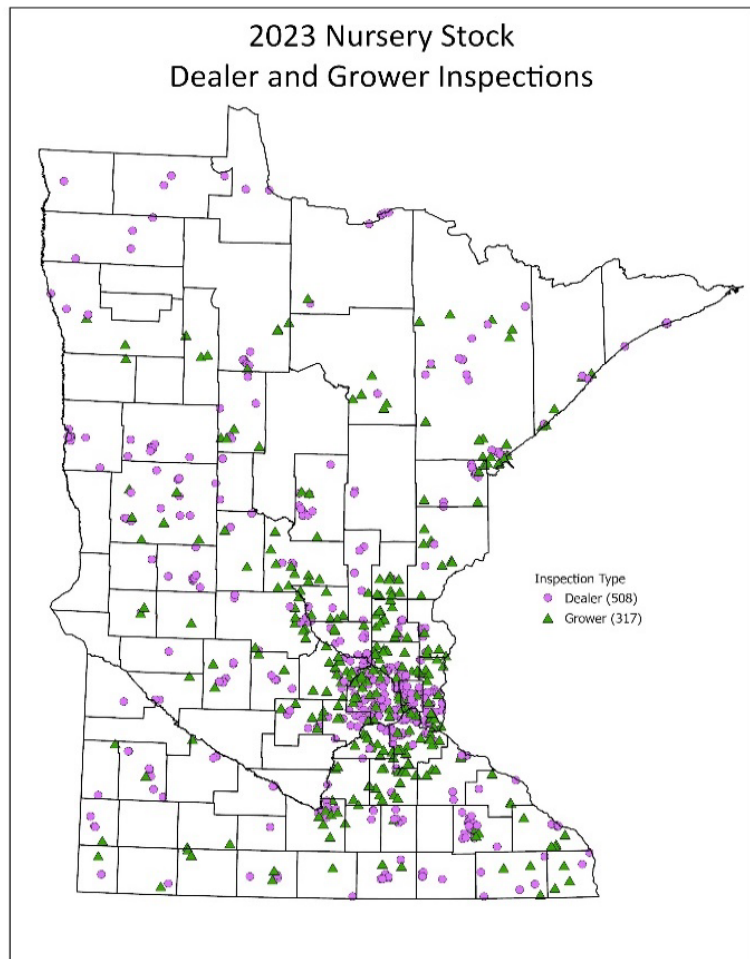 2023 Nursery Stock
Dealer and Grower Inspections
Inspection Type
Dealer (508)
Grower (317)